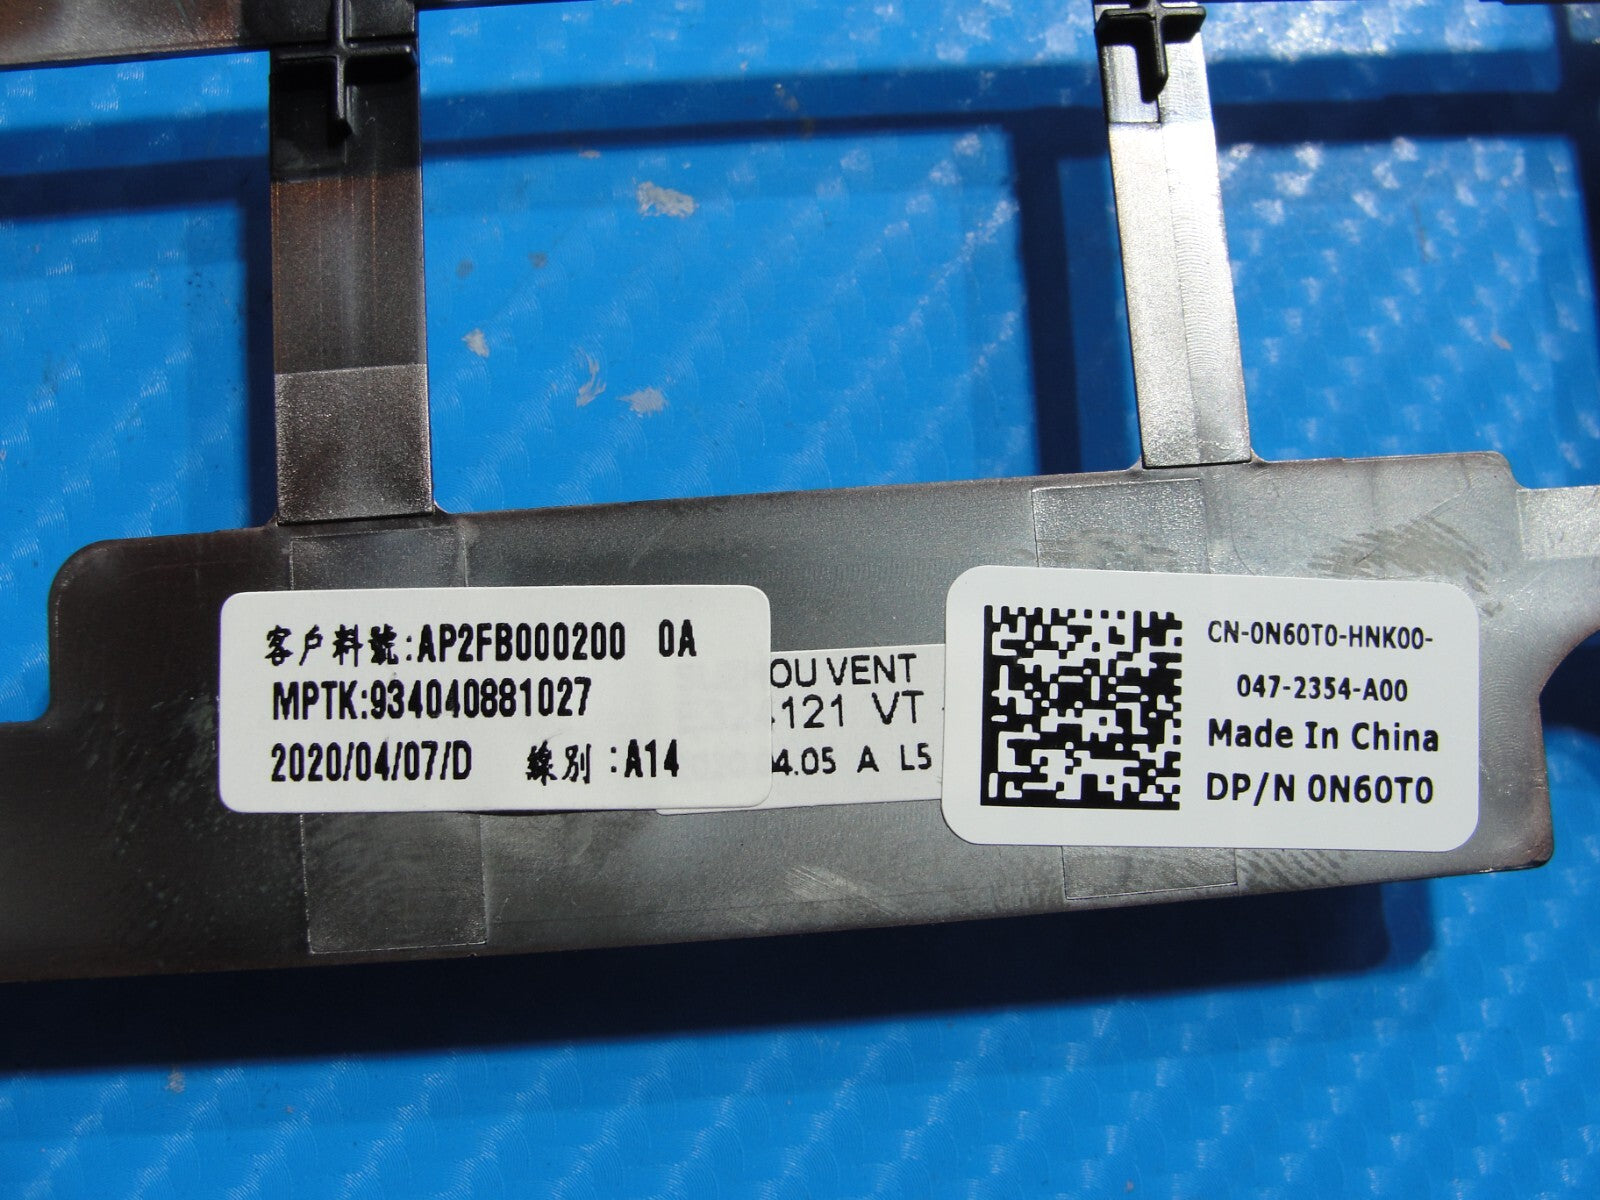 客戶料號:AP2FB000200 0A
MPTK:934040881027
2020/04/07/D 線別:A14
OU VENT
121 VT
4.05 A L5
CN-0N60T0-HNK00-
047-2354-A00
Made In China
DP/N 0N60T0